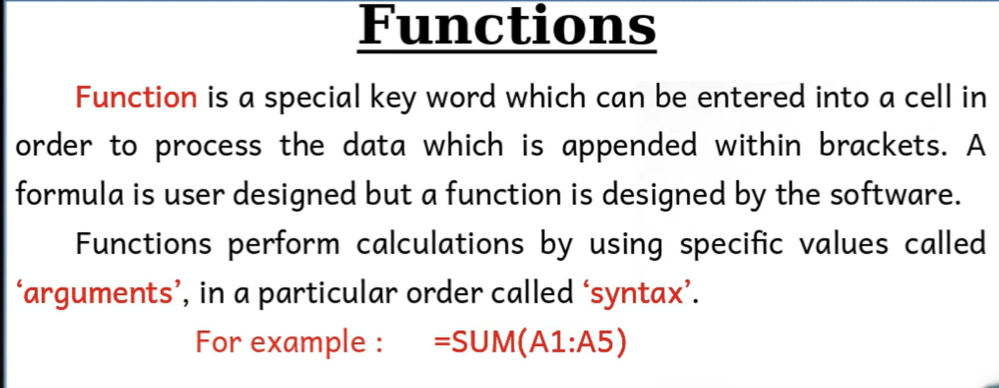 Functions
Function is a special key word which can be entered into a cell in
order to process the data which is appended within brackets. A
formula is user designed but a function is designed by the software.
Functions perform calculations by using specific values called
‘arguments’, in a particular order called ‘syntax’.
For example : =SUM(A1:A5)